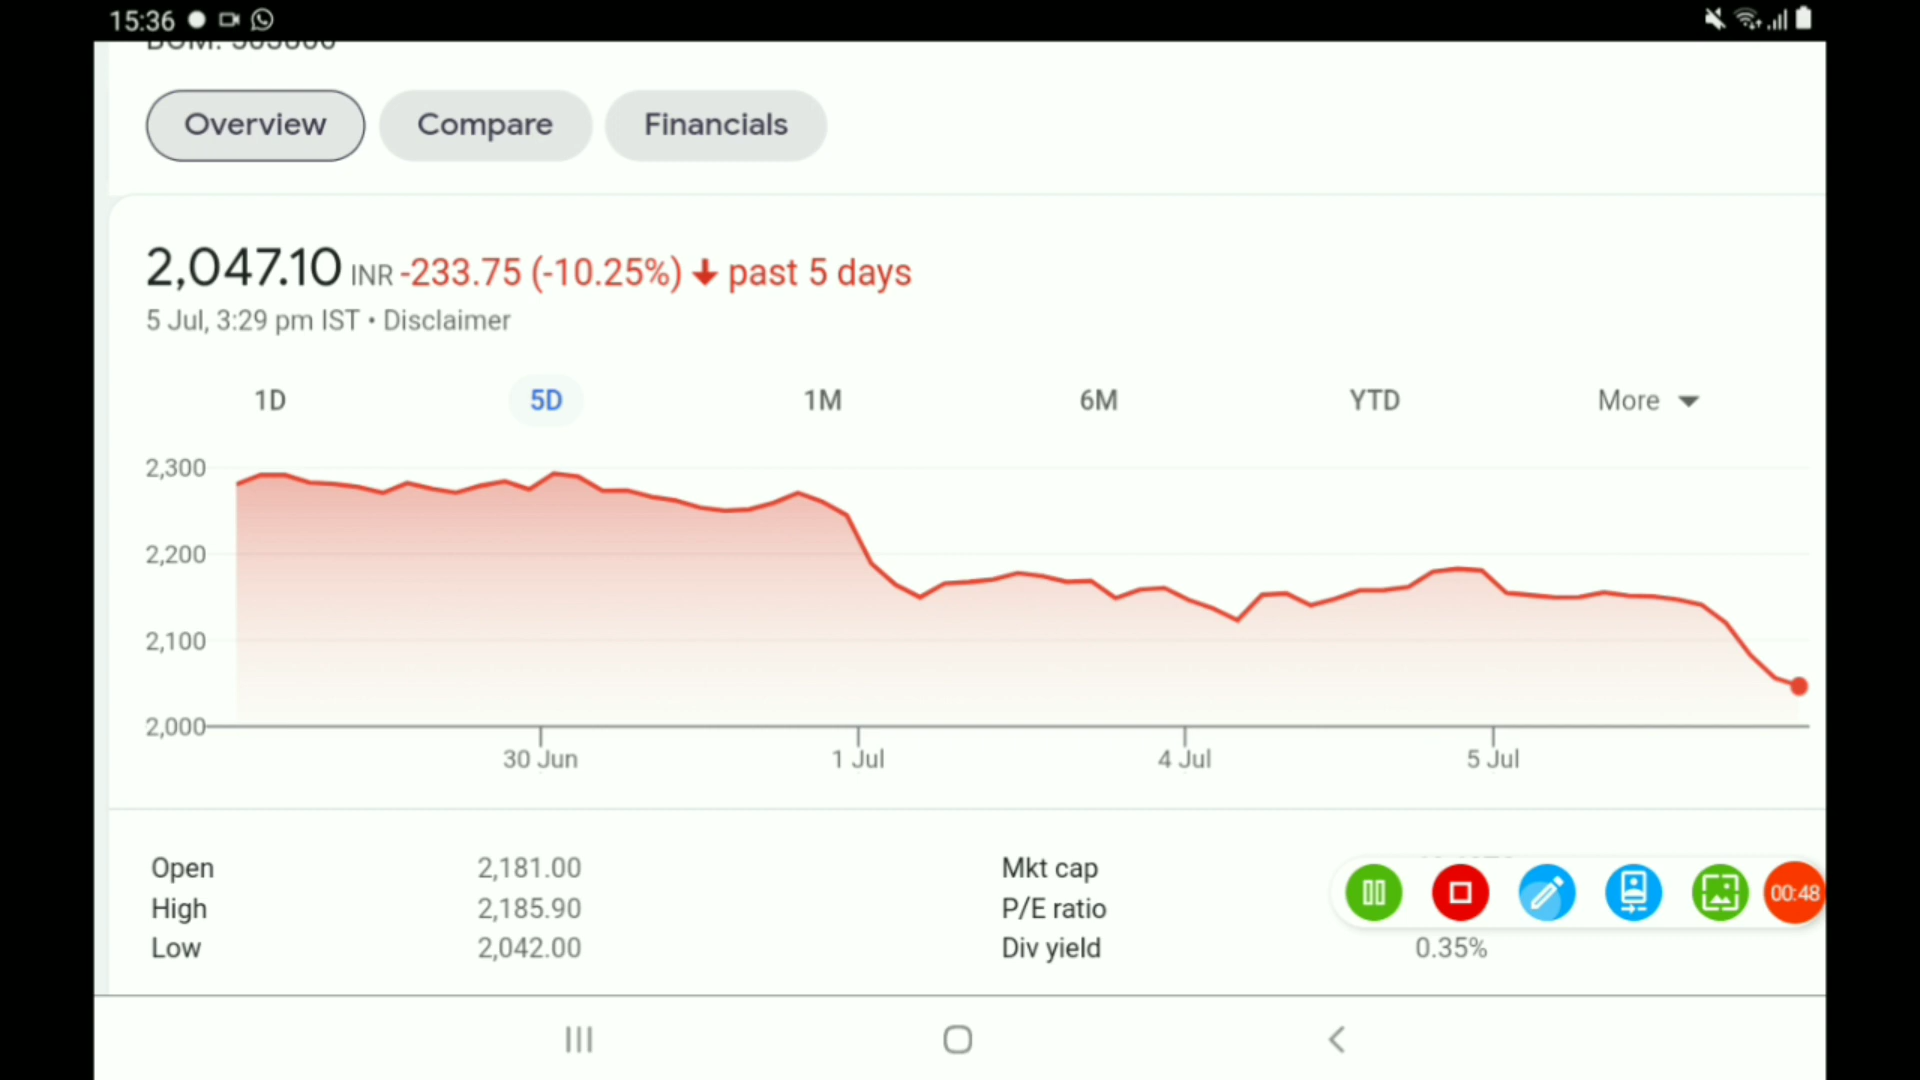 15:36
Overview Compare Financials
2,047.10 INR -233.75 (-10.25%) past 5 days
5 Jul, 3:29 pm IST • Disclaimer
1D 5D 1M 6M YTD More
2,300
2,200
2,100
2,000
30 Jun 1 Jul 4 Jul 5 Jul
Open 2,181.00 Mkt cap
High 2,185.90 P/E ratio
00:48
Low 2,042.00 Div yield 0.35%